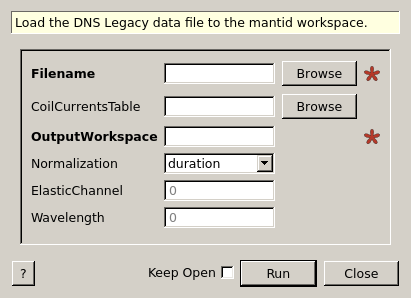 Load the DNS Legacy data file to the mantid workspace.
Filename Browse *
CoilCurrentsTable Browse
OutputWorkspace *
Normalization duration
ElasticChannel 0
Wavelength 0
? Keep Open Run Close